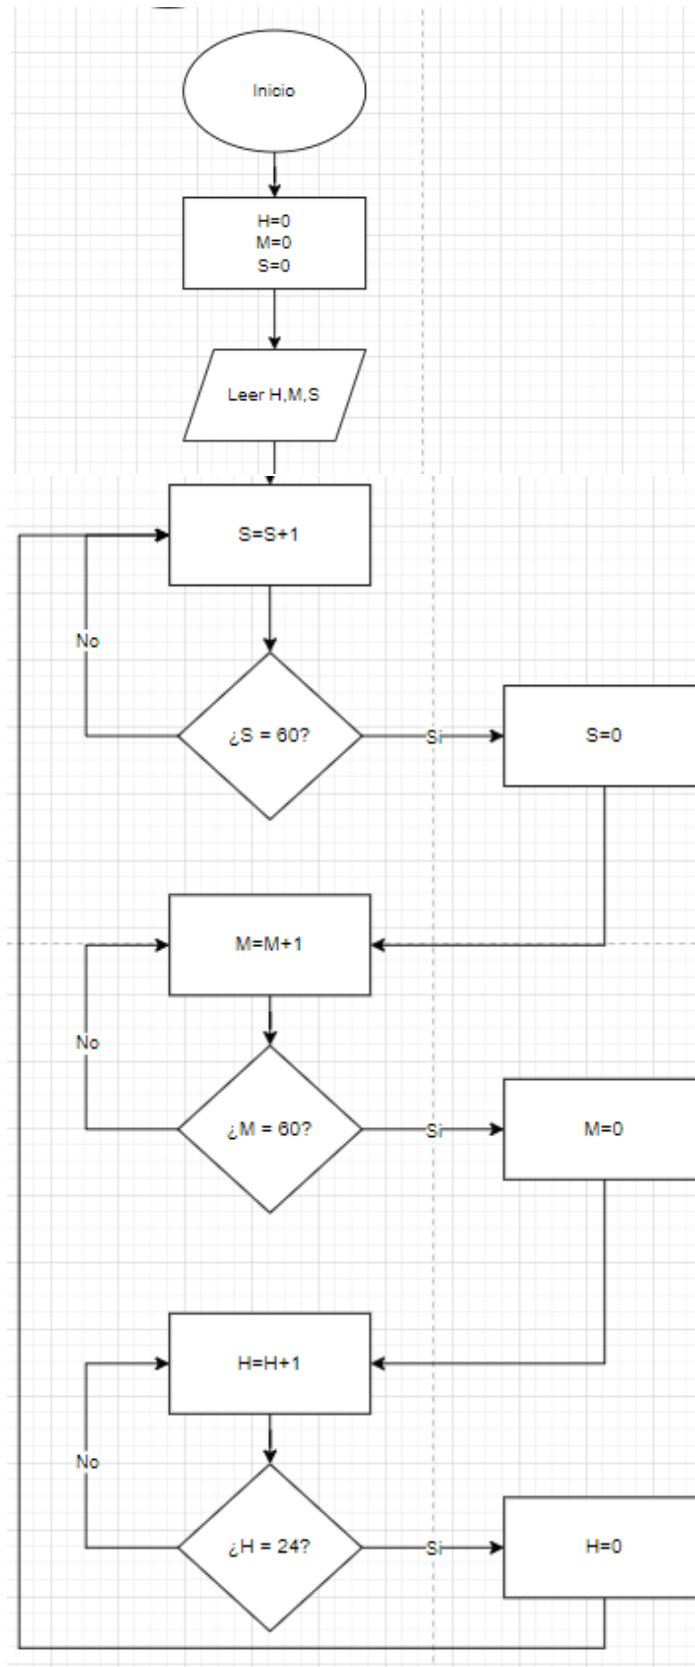 Inicio
H=0
M=0
S=0
Leer H,M,S
S=S+1
No
¿S = 60?
Si
S=0
M=M+1
No
¿M = 60?
Si
M=0
H=H+1
No
¿H = 24?
Si
H=0